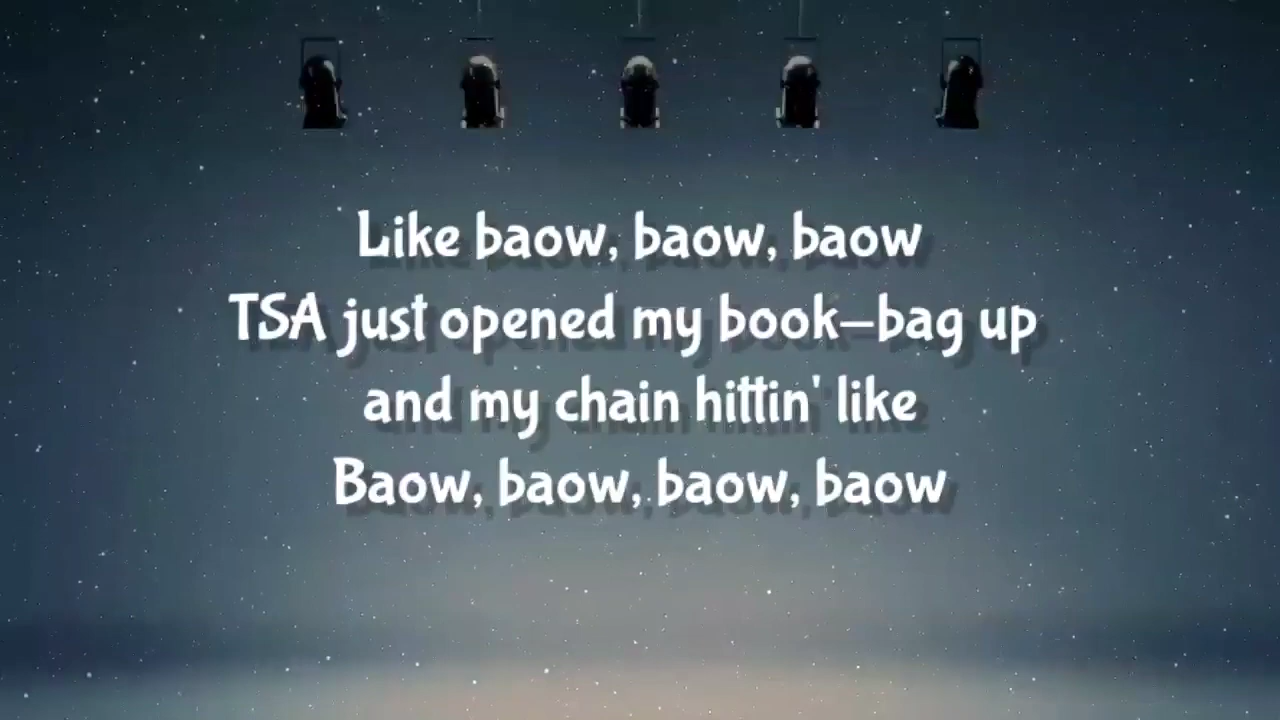 Like baow, baow, baow
TSA just opened my book-bag up
and my chain hittin' like
Baow, baow, baow, baow